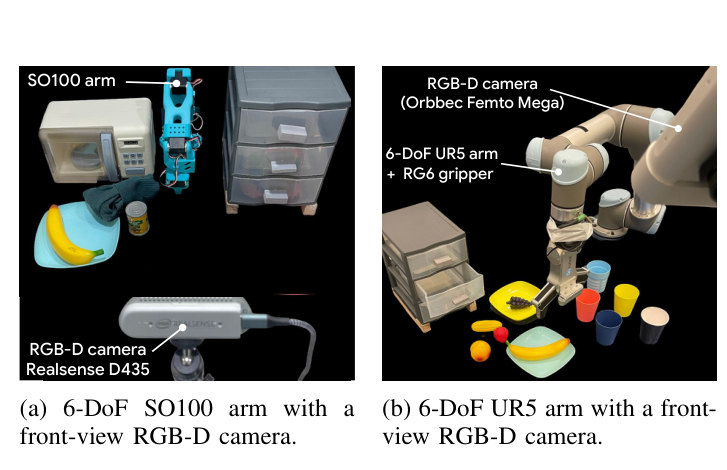 SO100 arm
RGB-D camera
Realsense D435
(a) 6-DoF SO100 arm with a
front-view RGB-D camera.
RGB-D camera
(Orbbec Femto Mega)
6-DoF UR5 arm
+ RG6 gripper
(b) 6-DoF UR5 arm with a front-
view RGB-D camera.